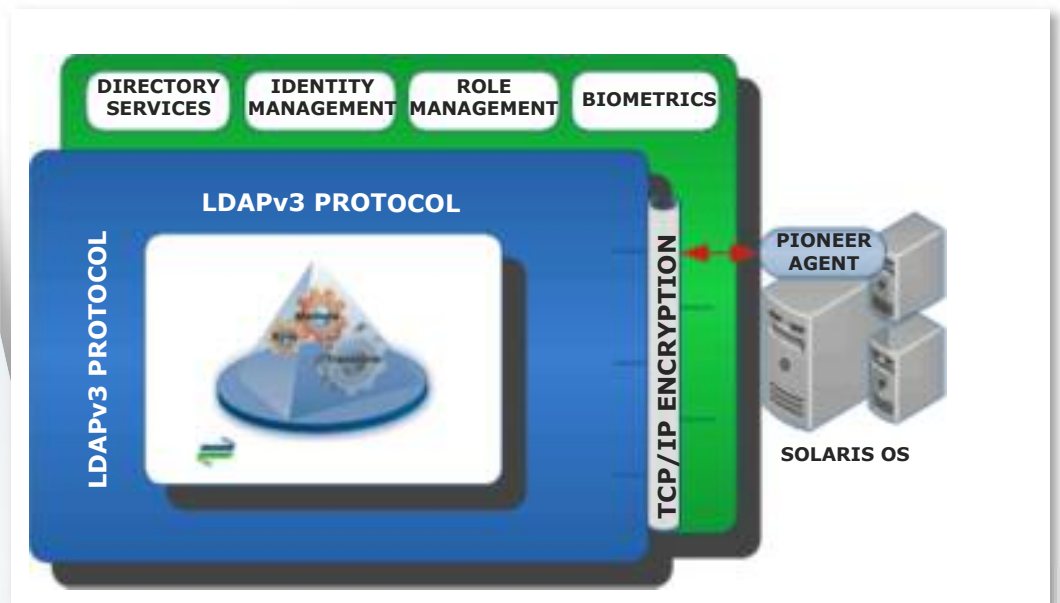 DIRECTORY
SERVICES
IDENTITY
MANAGEMENT
ROLE
MANAGEMENT
BIOMETRICS
LDAPv3 PROTOCOL
LDAPv3 PROTOCOL
TCP/IP ENCRYPTION
PIONEER
AGENT
SOLARIS OS